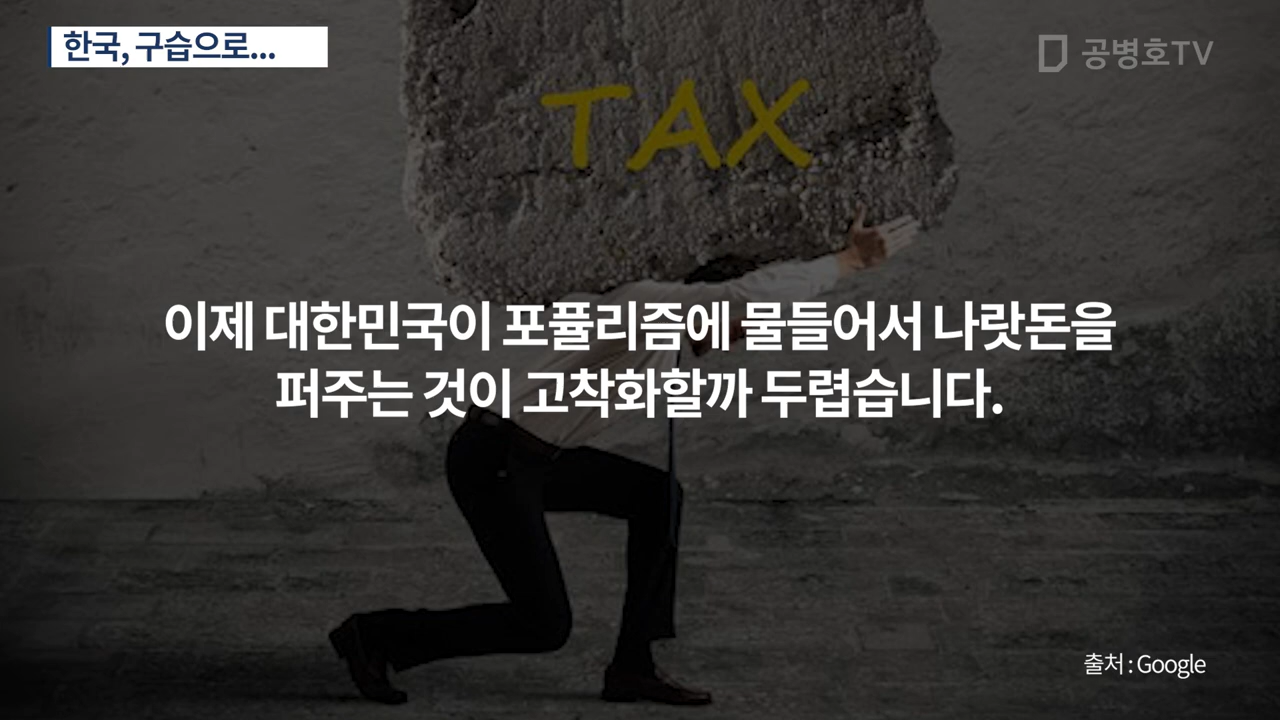 한국, 구습으로...
공병호TV
TAX
이제 대한민국이 포퓰리즘에 물들어서 나랏돈을
퍼주는 것이 고착화할까 두렵습니다.
출처 : Google